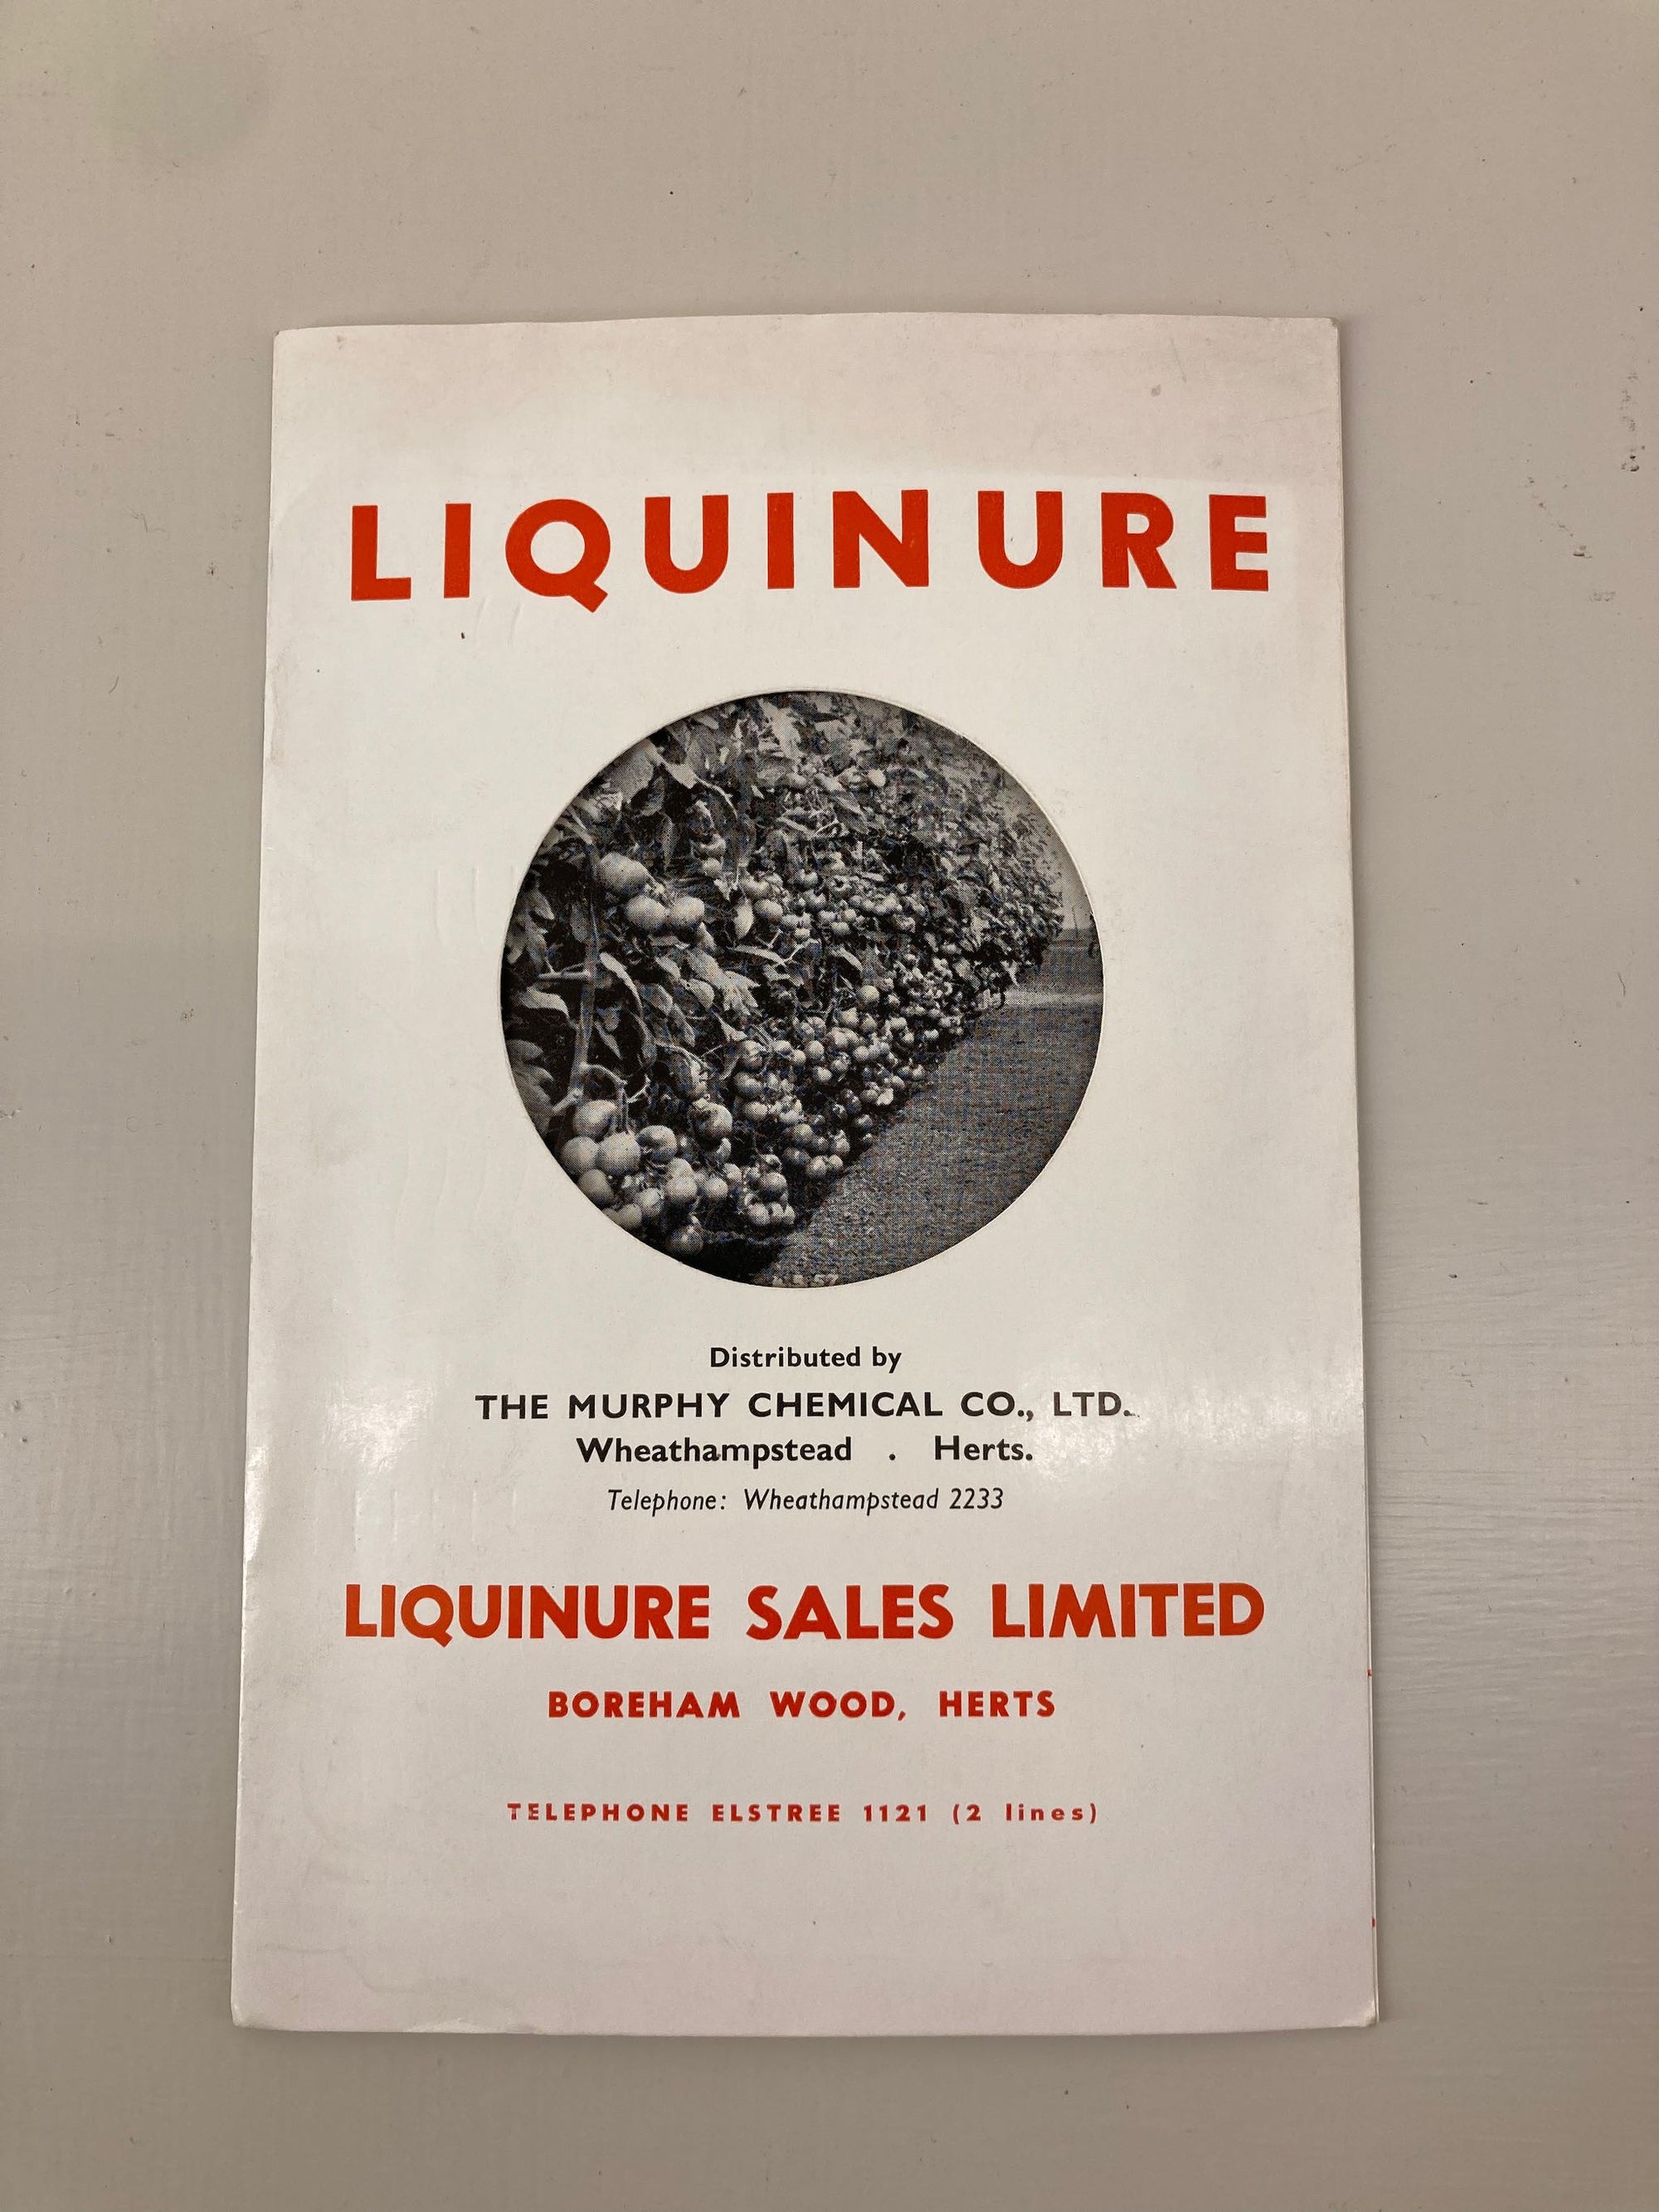 LIQUINURE
Distributed by
THE MURPHY CHEMICAL CO., LTD.
Wheathampstead . Herts.
Telephone: Wheathampstead 2233
LIQUINURE SALES LIMITED
BOREHAM WOOD, HERTS
TELEPHONE ELSTREE 1121 (2 lines)